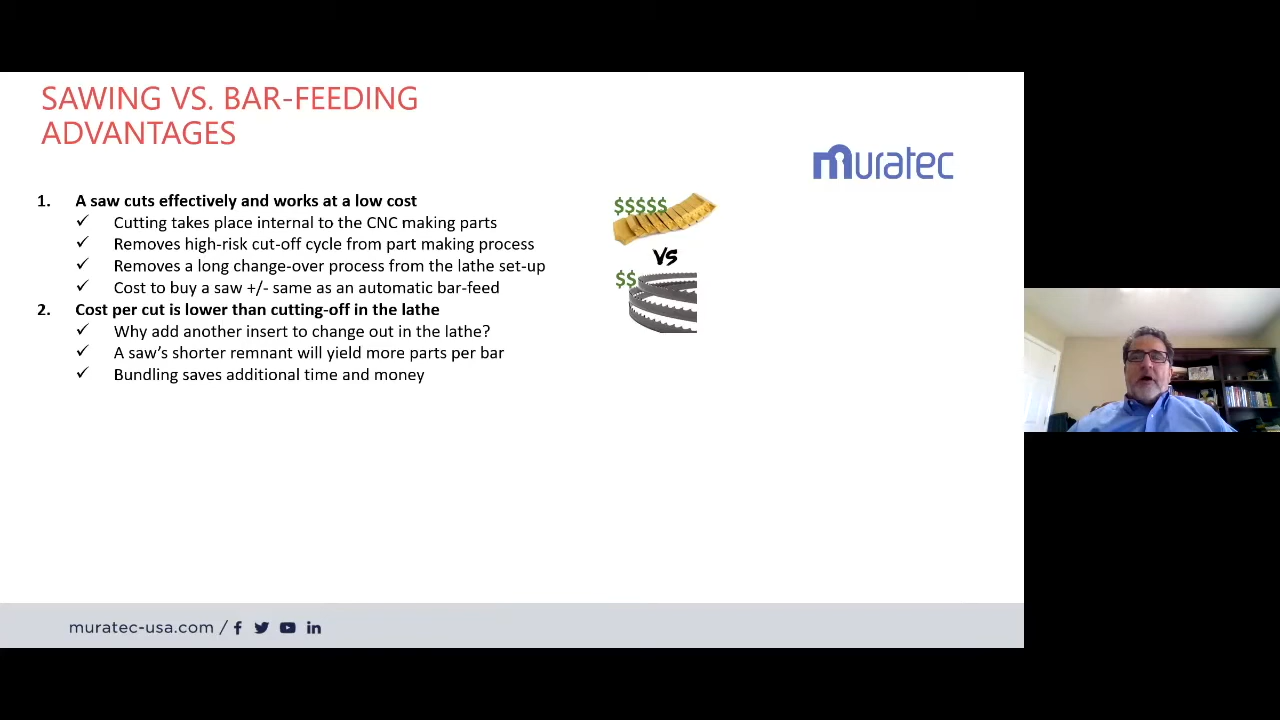 SAWING VS. BAR-FEEDING
ADVANTAGES
muratec
1. A saw cuts effectively and works at a low cost
✓ Cutting takes place internal to the CNC making parts
✓ Removes high-risk cut-off cycle from part making process
✓ Removes a long change-over process from the lathe set-up
✓ Cost to buy a saw +/- same as an automatic bar-feed
2. Cost per cut is lower than cutting-off in the lathe
✓ Why add another insert to change out in the lathe?
✓ A saw's shorter remnant will yield more parts per bar
✓ Bundling saves additional time and money
$$$$$
VS
$$
muratec-usa.com /